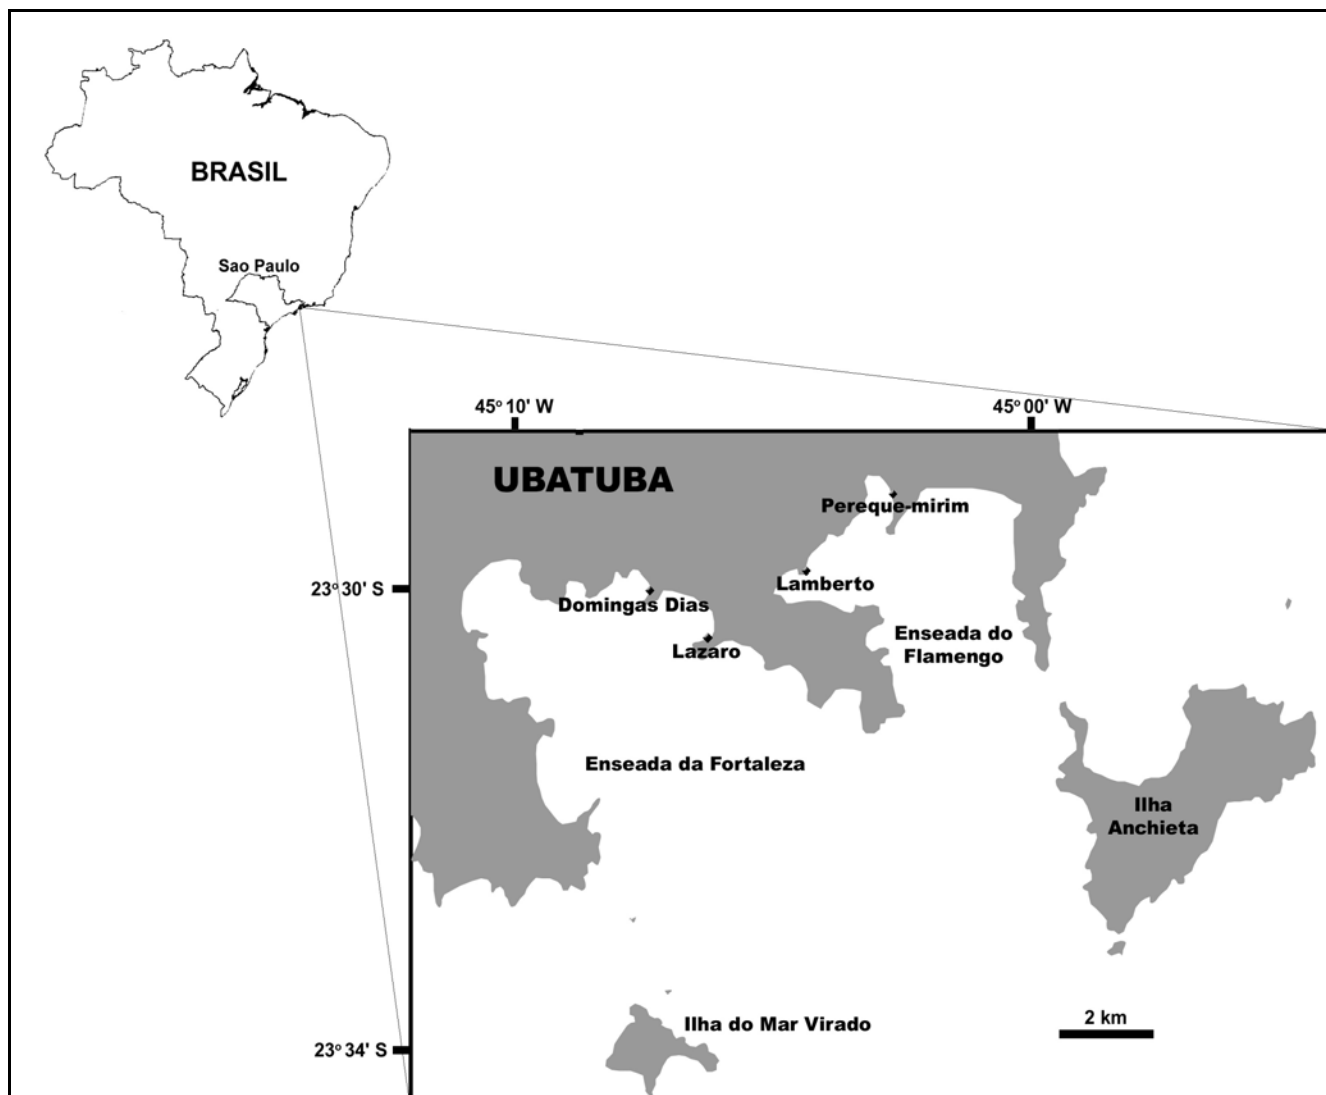 BRASIL
Sao Paulo
45° 10' W
45° 00' W
UBATUBA
Pereque-mirim
Lamberto
23° 30' S
Domingas Dias
Enseada do
Flamengo
Lazaro
Enseada da Fortaleza
Ilha
Anchieta
2 km
Ilha do Mar Virado
23° 34' S